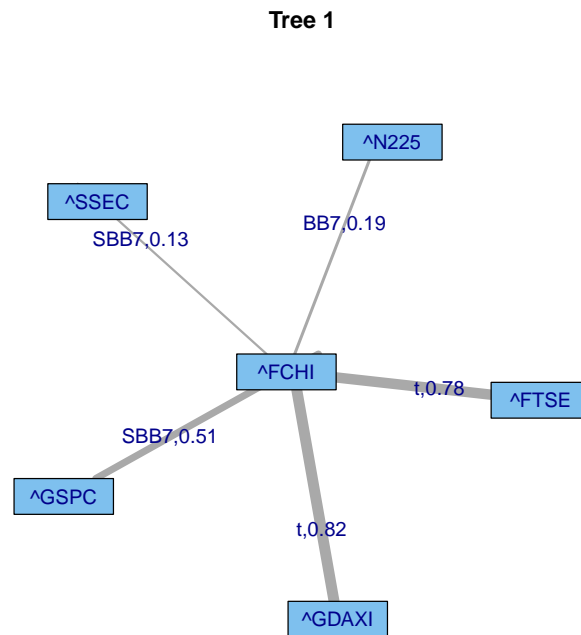 Tree 1
^N225
^SSEC
BB7,0.19
SBB7,0.13
^FCHI
t,0.78
^FTSE
SBB7,0.51
^GSPC
t,0.82
^GDAXI